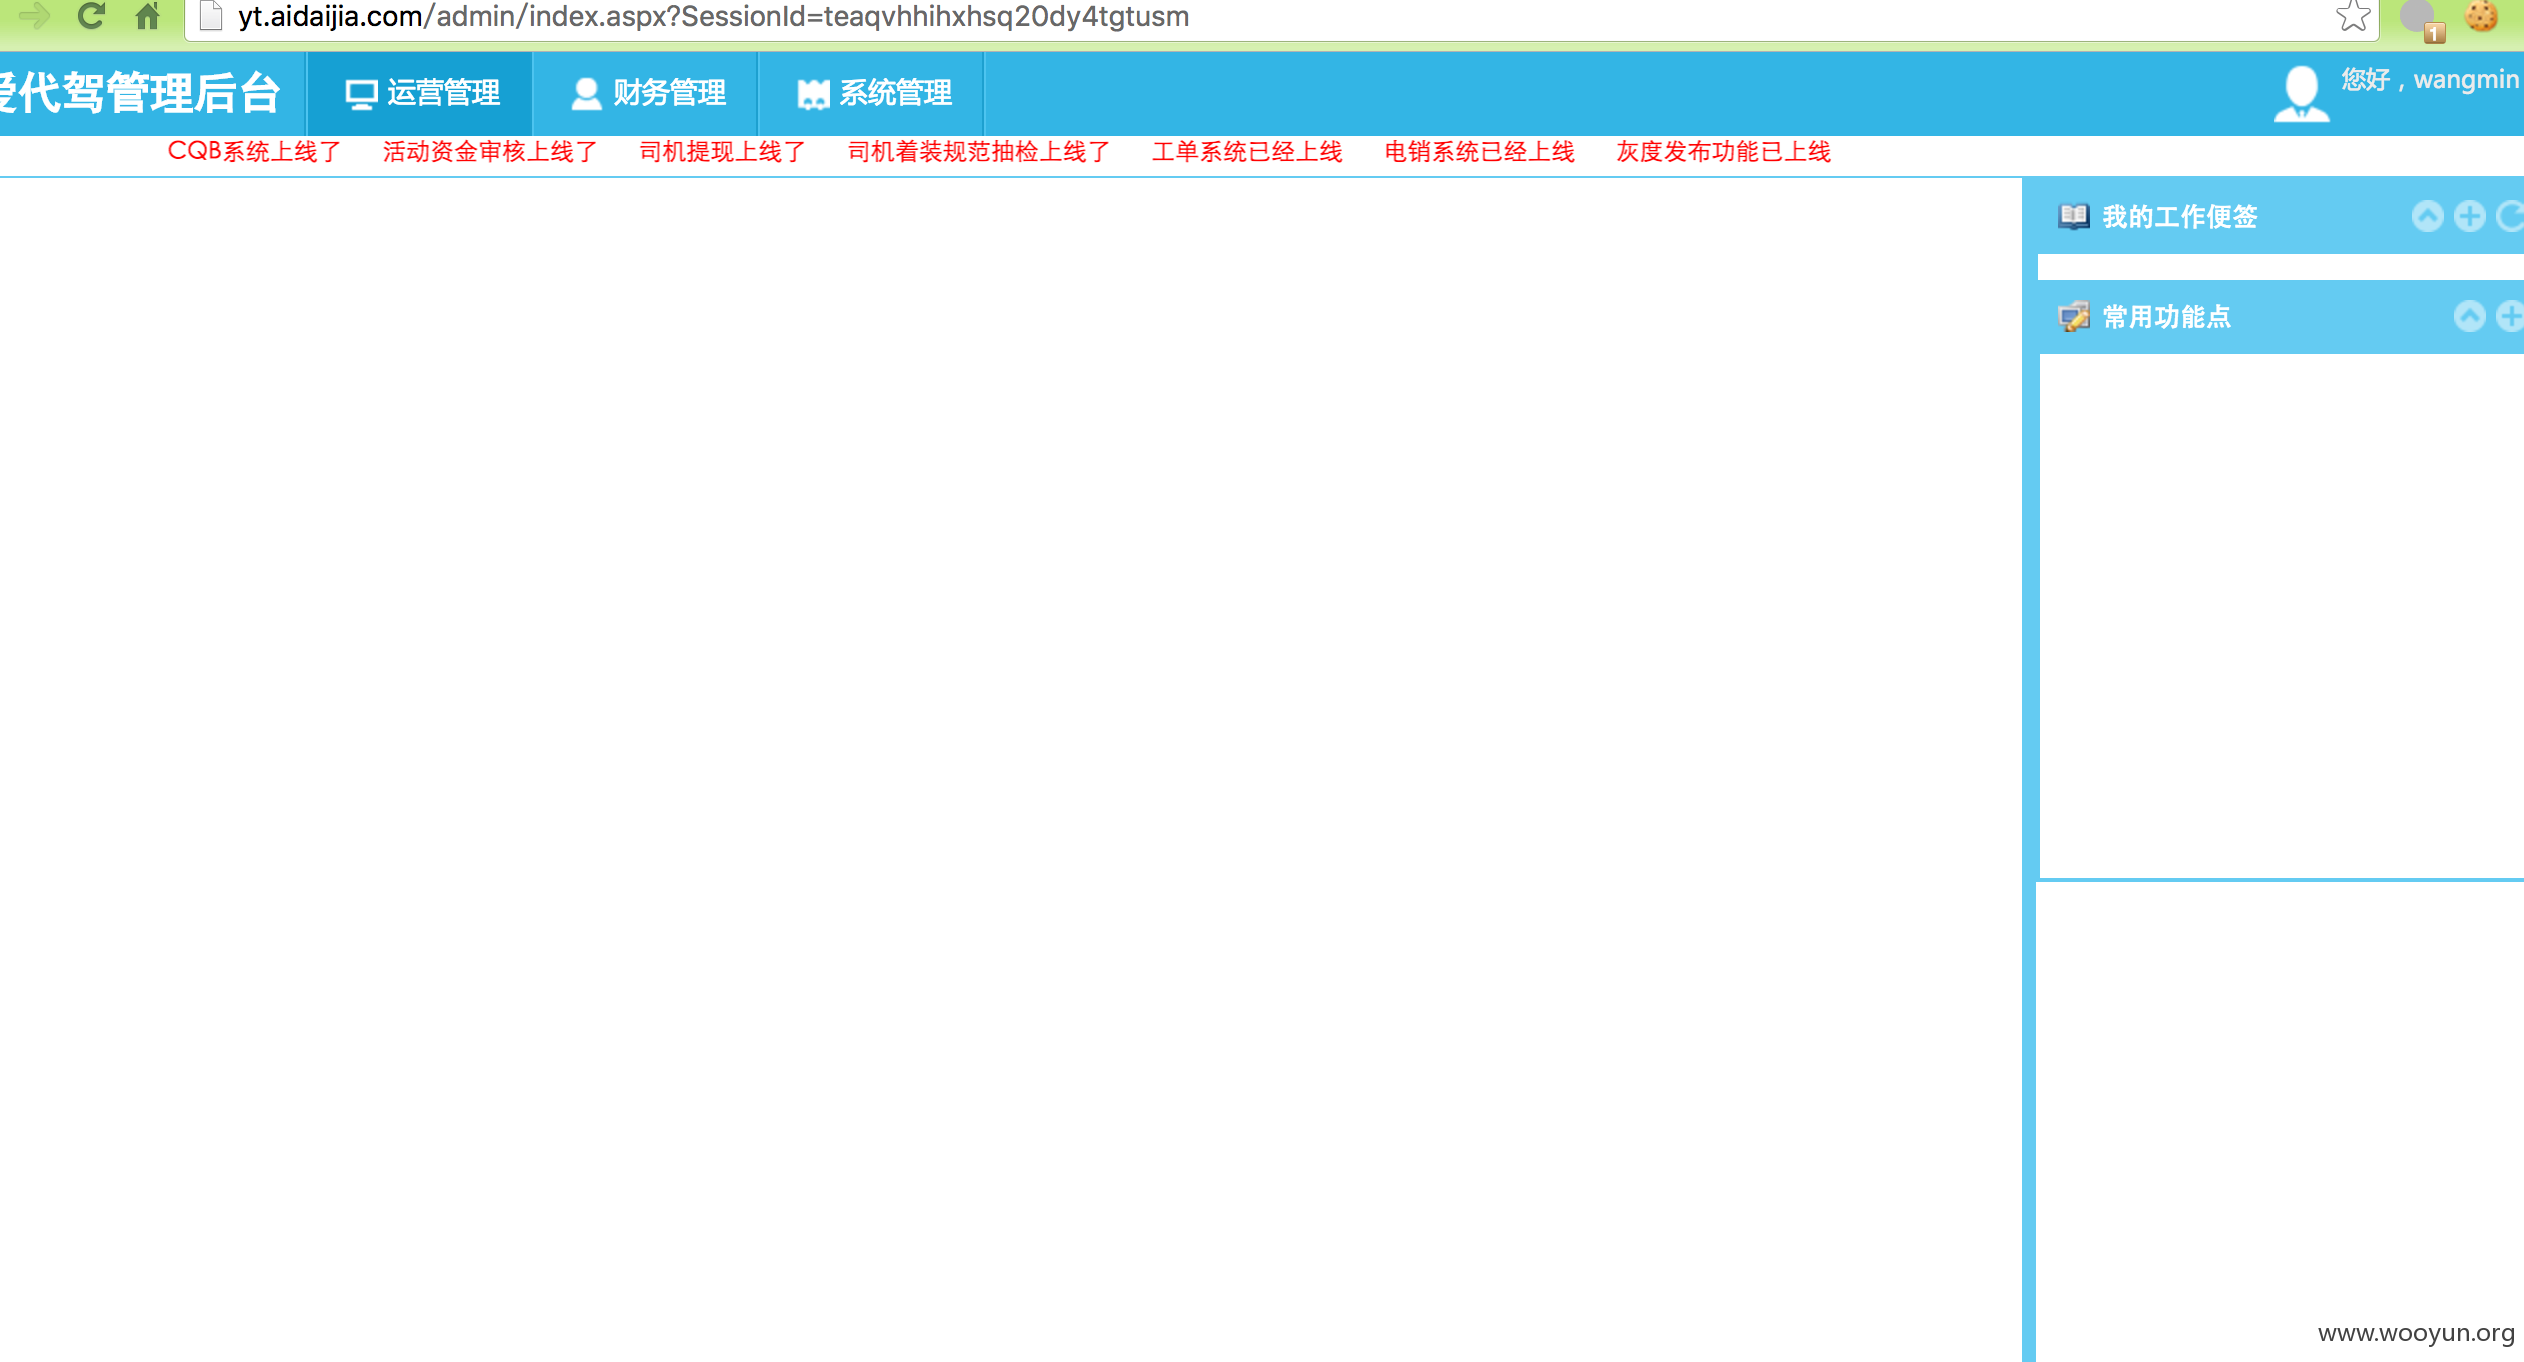 yt.aidaijia.com/admin/index.aspx?SessionId=teaqvhhihxhsq20dy4tgtusm
1
爱代驾管理后台 运营管理 财务管理 系统管理 您好，wangmin
CQB系统上线了 活动资金审核上线了 司机提现上线了 司机着装规范抽检上线了 工单系统已经上线 电销系统已经上线 灰度发布功能已上线
我的工作便签
常用功能点
www.wooyun.org